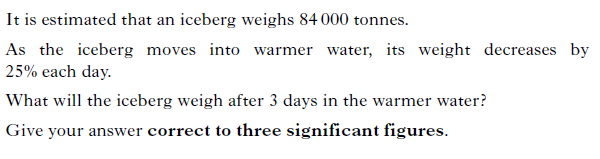 It is estimated that an iceberg weighs 84 000 tonnes.
As the iceberg moves into warmer water, its weight decreases by
25% each day.
What will the iceberg weigh after 3 days in the warmer water?
Give your answer correct to three significant figures.